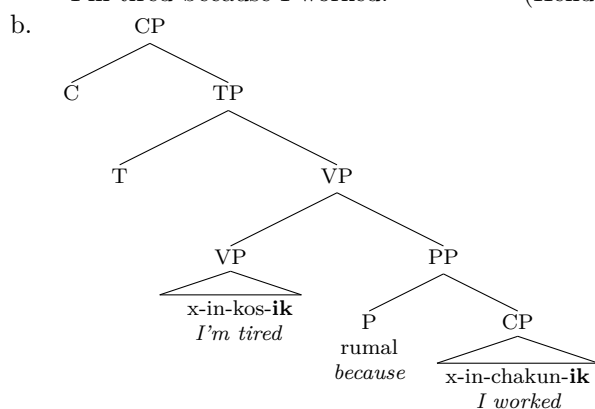 I'm tired because I worked. (Hend
b.
CP
C TP
T VP
VP PP
x-in-kos-ik P CP
I'm tired rumal
because x-in-chakun-ik
I worked